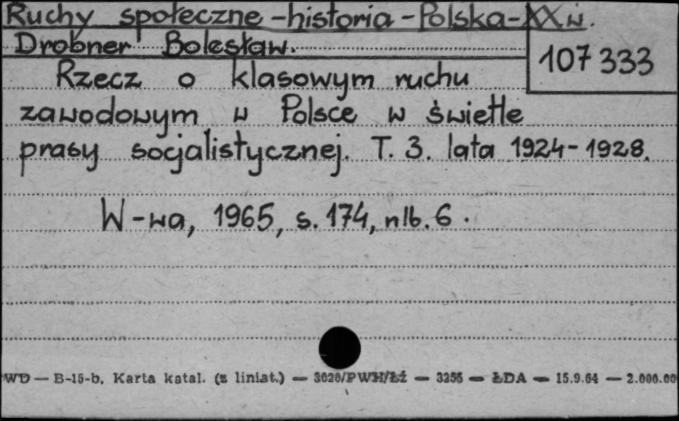 Ruchy społeczne - historia - Polska - XX w.
Drobner Bolesław.
107 333
Rzecz o klasowym ruchu
zawodowym w Polsce w świetle
prasy socjalistycznej. T. 3. lata 1924-1928.
W-wa, 1965, s. 174, nlb. 6.
WD — B-15-b, Karta katal. (z liniat.) — 3020/PWH/Łź — 3255 — ŁDA — 15.9.64 — 2.000.00